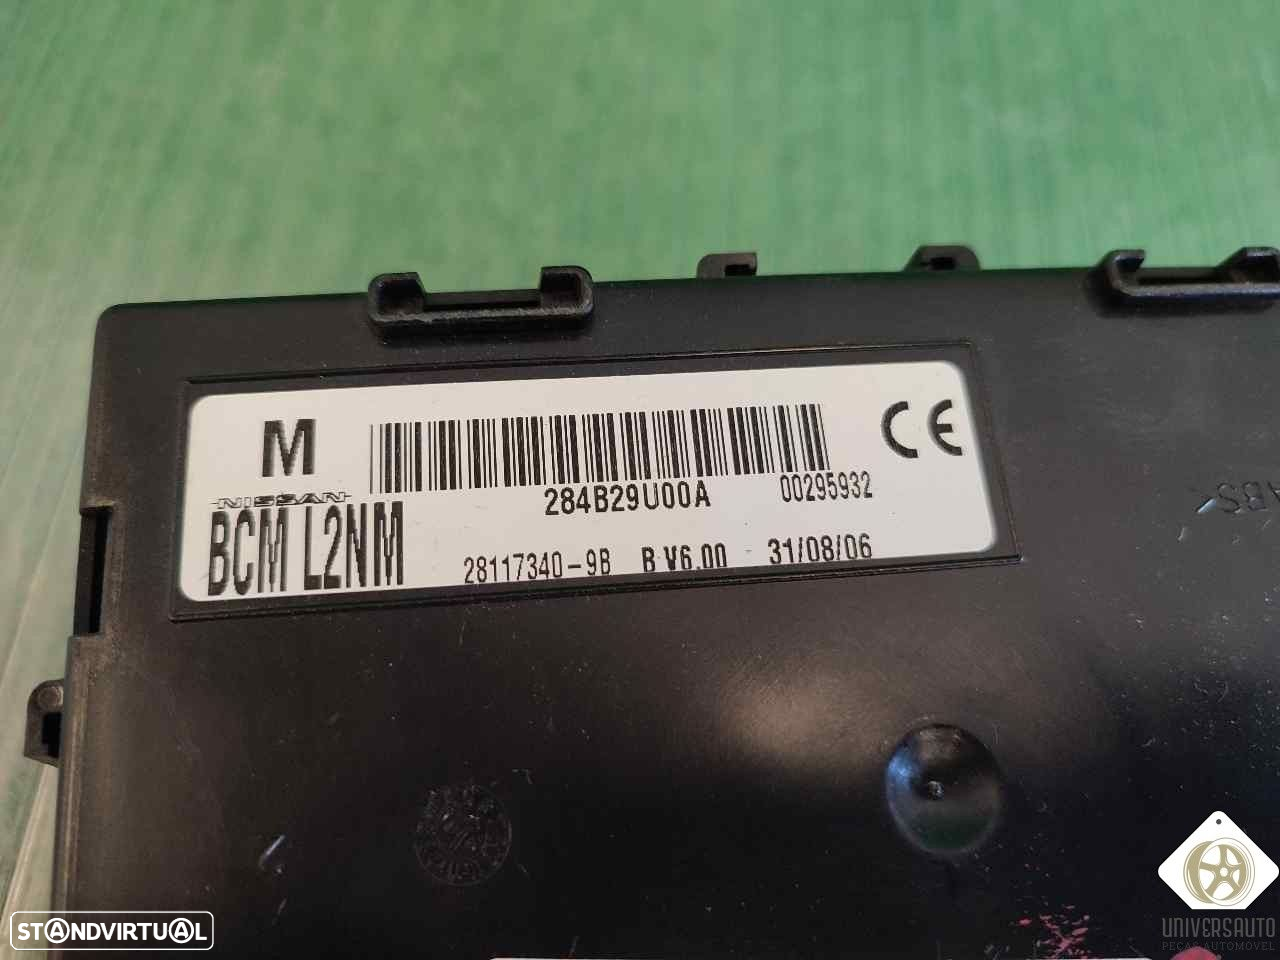 M
NISSAN
BCM L2NM
284B29U00A
00295932
28117340-9B B V6.00 31/08/06
CE
ABS<
STANDVIRTUAL
UNIVERSAUTO
PEÇAS AUTOMÓVEL